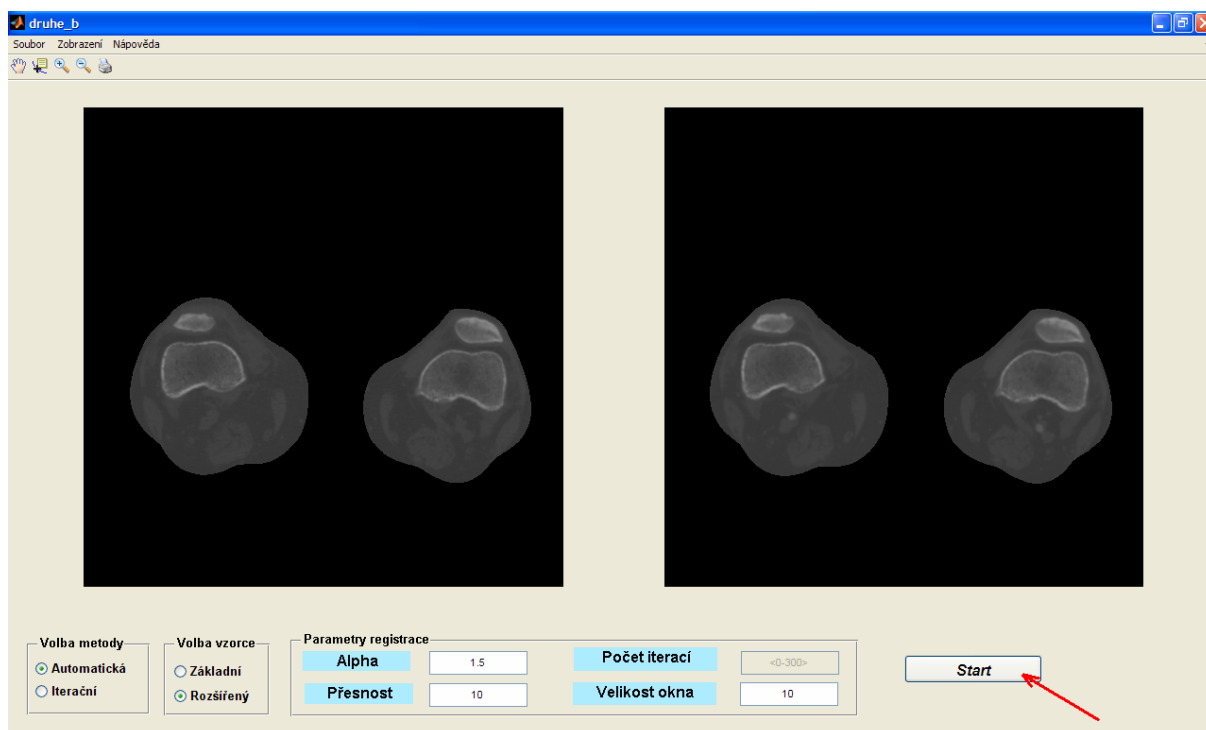 druhe_b
Soubor Zobrazení Nápověda
Volba metody
Automatická
Iterační
Volba vzorce
Základní
Rozšířený
Parametry registrace
Alpha 1.5 Počet iterací <0-300>
Přesnost 10 Velikost okna 10
Start